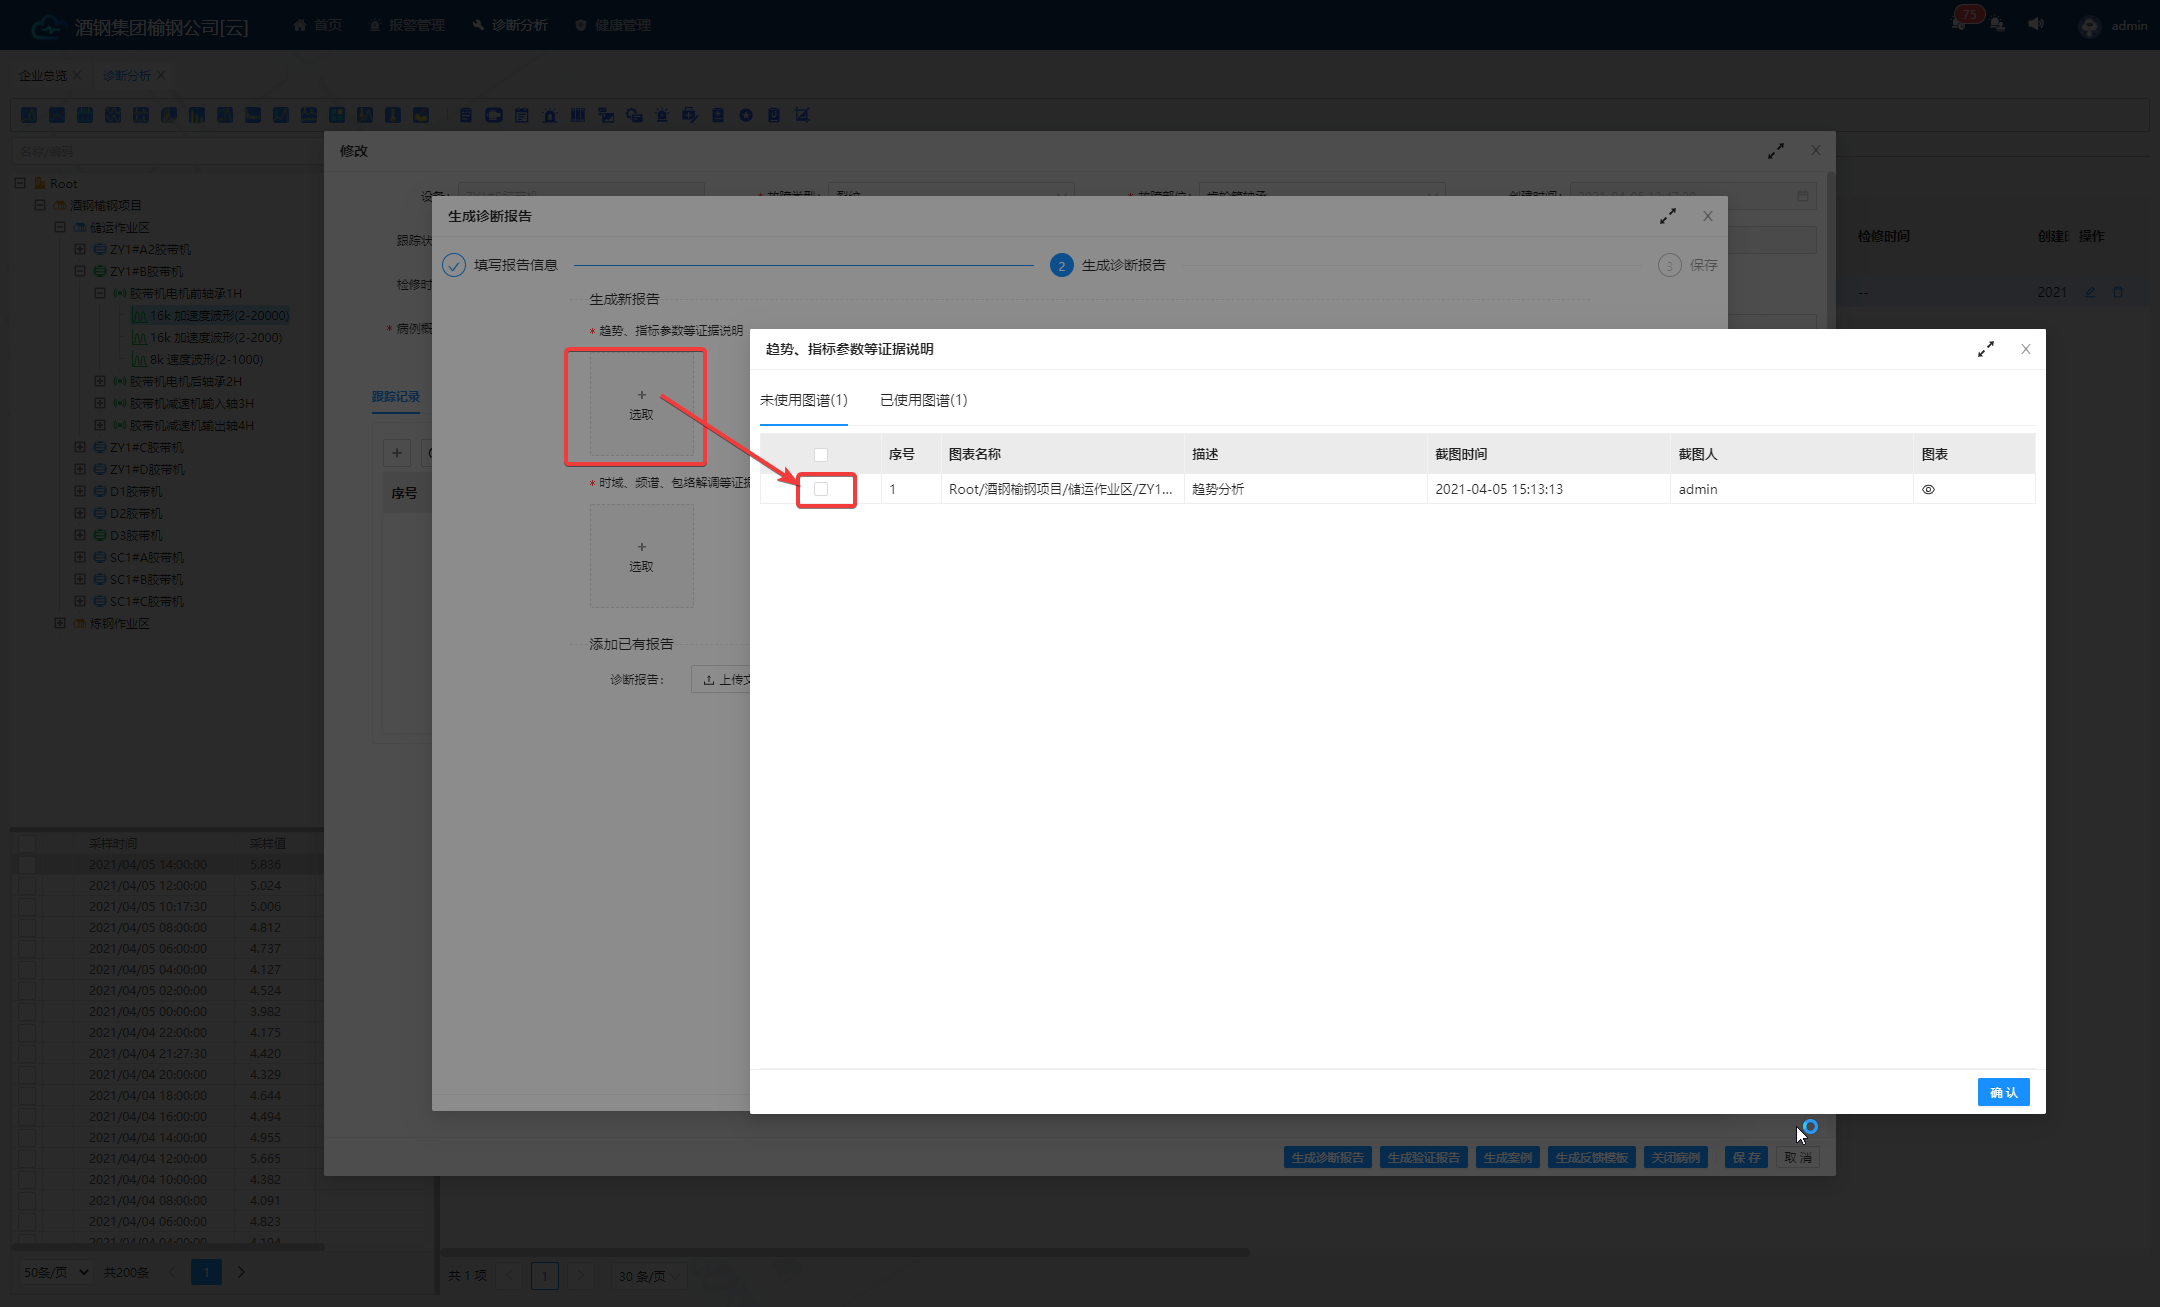 酒钢集团榆钢公司[云]
首页
报警管理
诊断分析
健康管理
75
admin
企业总览
诊断分析
名称/编码
Root
酒钢榆钢项目
储运作业区
ZY1#A2胶带机
ZY1#B胶带机
胶带机电机前轴承1H
16k 加速度波形(2-20000)
16k 加速度波形(2-2000)
8k 速度波形(2-1000)
胶带机电机后轴承2H
胶带机减速机输入轴3H
胶带机减速机输出轴4H
ZY1#C胶带机
ZY1#D胶带机
D1胶带机
D2胶带机
D3胶带机
SC1#A胶带机
SC1#B胶带机
SC1#C胶带机
炼钢作业区
采样时间 采样值
2021/04/05 14:00:00 5.836
2021/04/05 12:00:00 5.024
2021/04/05 10:17:30 5.006
2021/04/05 08:00:00 4.812
2021/04/05 06:00:00 4.737
2021/04/05 04:00:00 4.127
2021/04/05 02:00:00 4.524
2021/04/05 00:00:00 3.982
2021/04/04 22:00:00 4.175
2021/04/04 21:27:30 4.420
2021/04/04 20:00:00 4.329
2021/04/04 18:00:00 4.644
2021/04/04 16:00:00 4.494
2021/04/04 14:00:00 4.955
2021/04/04 12:00:00 5.665
2021/04/04 10:00:00 4.382
2021/04/04 08:00:00 4.091
2021/04/04 06:00:00 4.823
2021/04/04 04:00:00 4.104
50条/页 共200条 1
修改
* 故障类型:
* 故障部位:
创建时间:
跟踪状
检修时
* 病例概
跟踪记录
序号
检修时间 创建 操作
-- 2021
生成诊断报告
填写报告信息
2 生成诊断报告
3 保存
生成新报告
* 趋势、指标参数等证据说明
+
选取
* 时域、频谱、包络解调等证据
+
选取
添加已有报告
诊断报告:
上传文
趋势、指标参数等证据说明
未使用图谱(1) 已使用图谱(1)
序号 图表名称 描述 截图时间 截图人 图表
1 Root/酒钢榆钢项目/储运作业区/ZY1... 趋势分析 2021-04-05 15:13:13 admin
确 认
生成诊断报告 生成验证报告 生成案例 生成反馈模板 关闭病例 保 存 取 消
共 1 项 1 30 条/页